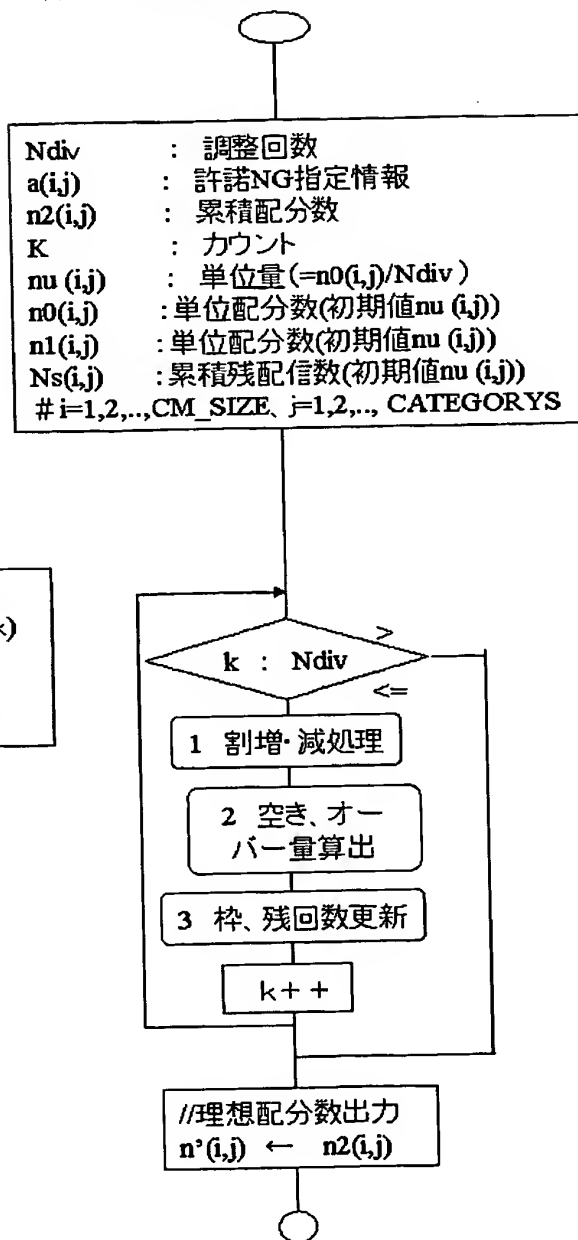 Ndiv : 調整回数
a(i,j) : 許諾NG指定情報
n2(i,j) : 累積配分数
K : カウント
nu (i,j) : 単位量(=n0(i,j)/Ndiv)
n0(i,j) :単位配分数(初期値nu (i,j))
n1(i,j) :単位配分数(初期値nu (i,j))
Ns(i,j) :累積残配信数(初期値nu (i,j))
# i=1,2,..,CM_SIZE、j=1,2,.., CATEGORYS
k : Ndiv
>
<=
1 割増・減処理
2 空き、オー
バー量算出
3 枠、残回数更新
k++
//理想配分数出力
n'(i,j) ← n2(i,j)